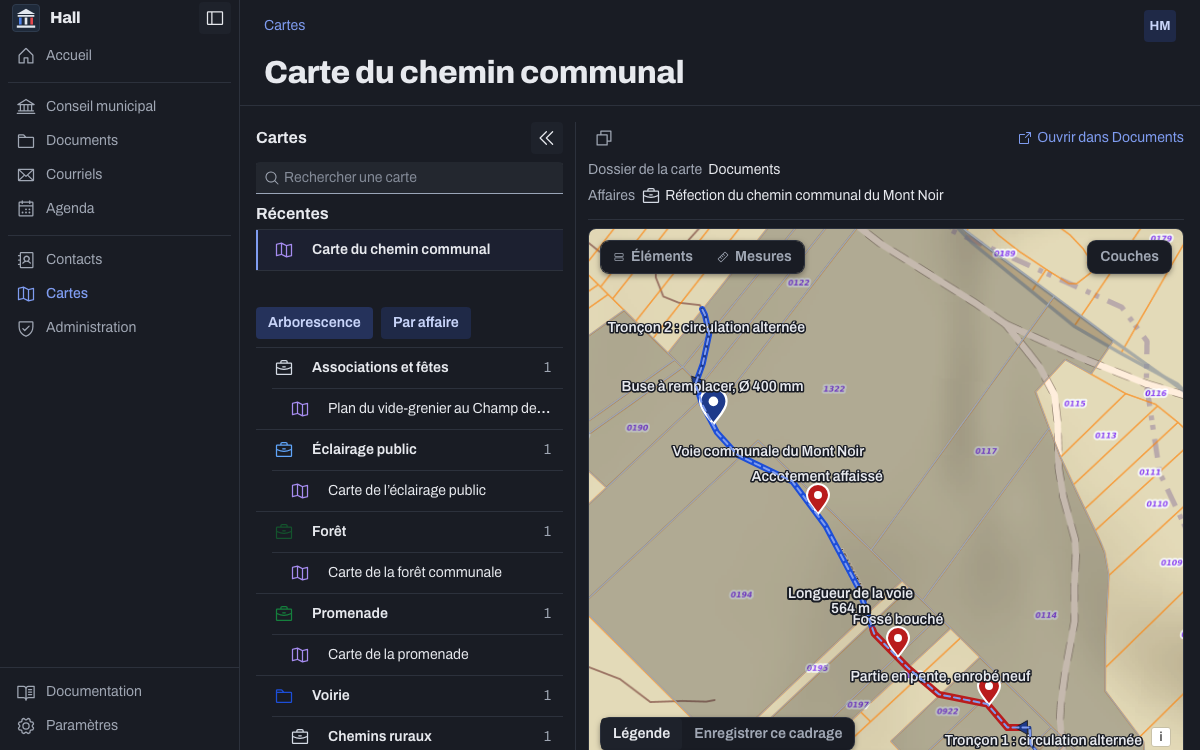 Hall
Accueil
Conseil municipal
Documents
Courriels
Agenda
Contacts
Cartes
Administration
Documentation
Paramètres
Cartes
HM
Carte du chemin communal
Cartes
Rechercher une carte
Récentes
Carte du chemin communal
Arborescence
Par affaire
Associations et fêtes 1
Plan du vide-grenier au Champ de...
Éclairage public 1
Carte de l'éclairage public
Forêt 1
Carte de la forêt communale
Promenade 1
Carte de la promenade
Voirie 1
Chemins ruraux 1
Ouvrir dans Documents
Dossier de la carte Documents
Affaires Réfection du chemin communal du Mont Noir
Éléments
Mesures
Couches
0179
0189
0122
Tronçon 2 : circulation alternée
Buse à remplacer, Ø 400 mm
1322
0116
0115
0190
0113
Voie communale du Mont Noir
0117
Accotement affaissé
0111
0110
0109
Longueur de la voie
564 m
0194
Fossé bouché
0114
0195
Partie en pente, enrobé neuf
0197
0922
Légende
Enregistrer ce cadrage
Tronçon 1 : circulation alternée
i